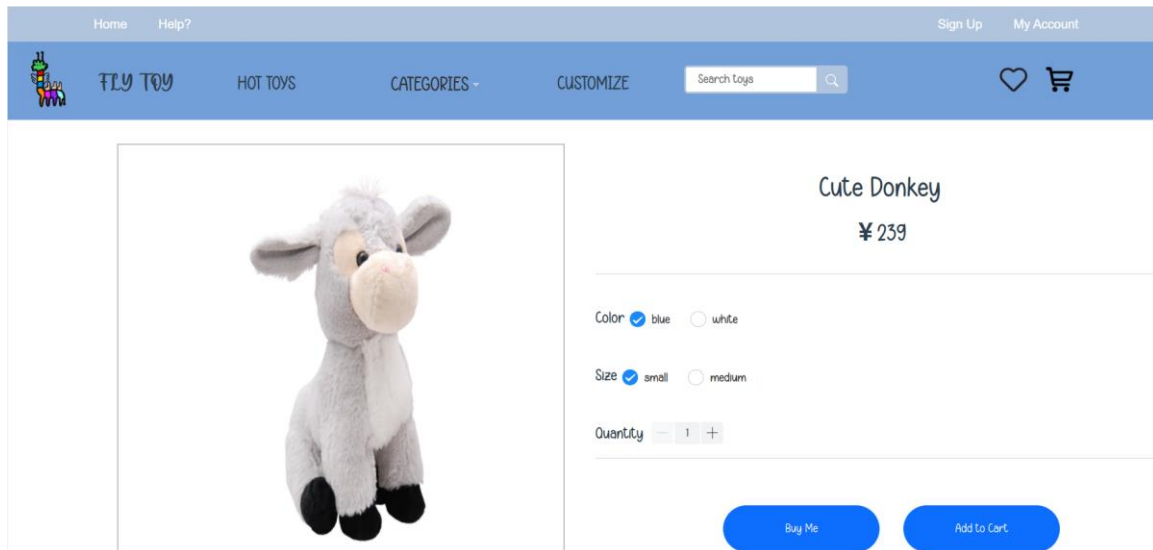 Home Help? Sign Up My Account
FLY TOY HOT TOYS CATEGORIES CUSTOMIZE Search toys
Cute Donkey
¥ 239
Color blue white
Size small medium
Quantity − 1 +
Buy Me Add to Cart